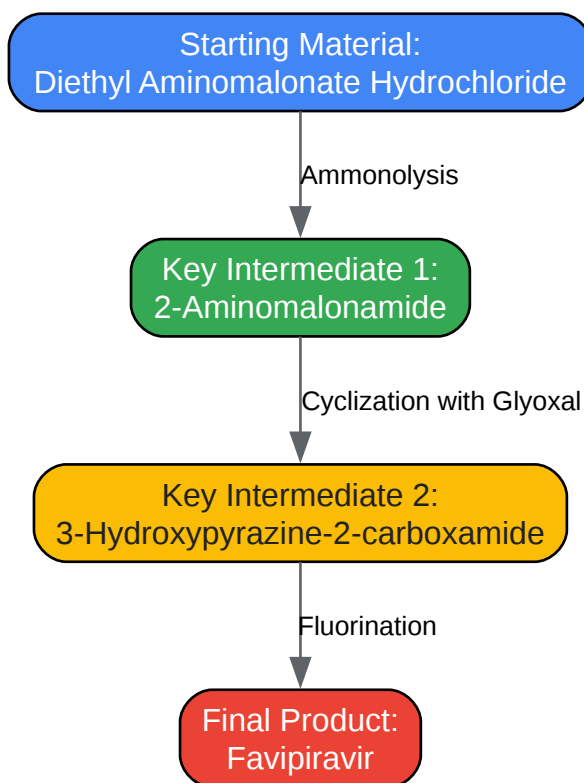 Starting Material:
Diethyl Aminomalonate Hydrochloride
Ammonolysis
Key Intermediate 1:
2-Aminomalonamide
Cyclization with Glyoxal
Key Intermediate 2:
3-Hydroxypyrazine-2-carboxamide
Fluorination
Final Product:
Favipiravir